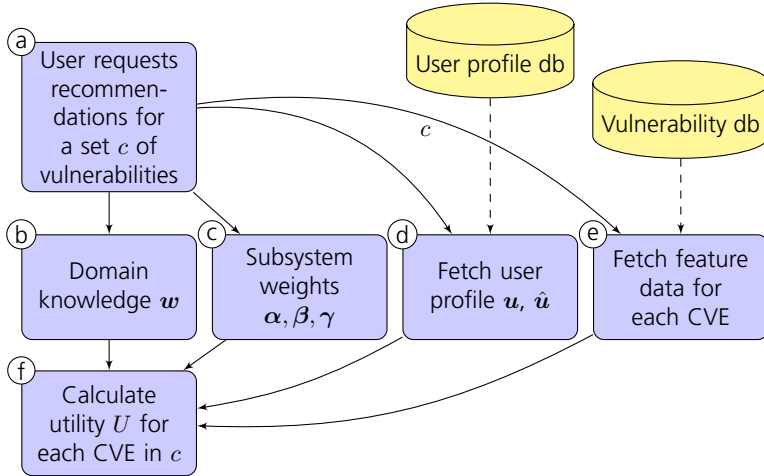 a
User requests
recommen-
dations for
a set c of
vulnerabilities
User profile db
Vulnerability db
c
b
Domain
knowledge w
c
Subsystem
weights
α, β, γ
d
Fetch user
profile u, û
e
Fetch feature
data for
each CVE
f
Calculate
utility U for
each CVE in c